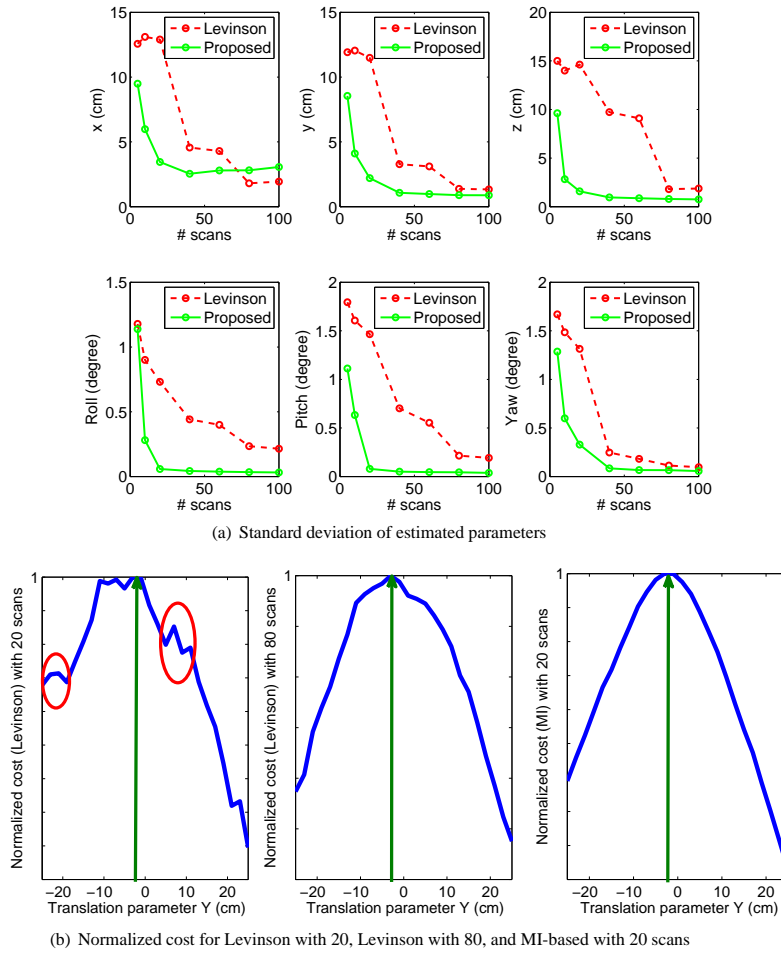 15
10
5
0
0 50 100
# scans
x (cm)
Levinson
Proposed
15
10
5
0
0 50 100
# scans
y (cm)
Levinson
Proposed
20
15
10
5
0
0 50 100
# scans
z (cm)
Levinson
Proposed
1.5
1
0.5
0
0 50 100
# scans
Roll (degree)
Levinson
Proposed
2
1.5
1
0.5
0
0 50 100
# scans
Pitch (degree)
Levinson
Proposed
2
1.5
1
0.5
0
0 50 100
# scans
Yaw (degree)
Levinson
Proposed
(a) Standard deviation of estimated parameters
1
Normalized cost (Levinson) with 20 scans
−20 −10 0 10 20
Translation parameter Y (cm)
1
Normalized cost (Levinson) with 80 scans
−20 −10 0 10 20
Translation parameter Y (cm)
1
Normalized cost (MI) with 20 scans
−20 −10 0 10 20
Translation parameter Y (cm)
(b) Normalized cost for Levinson with 20, Levinson with 80, and MI-based with 20 scans